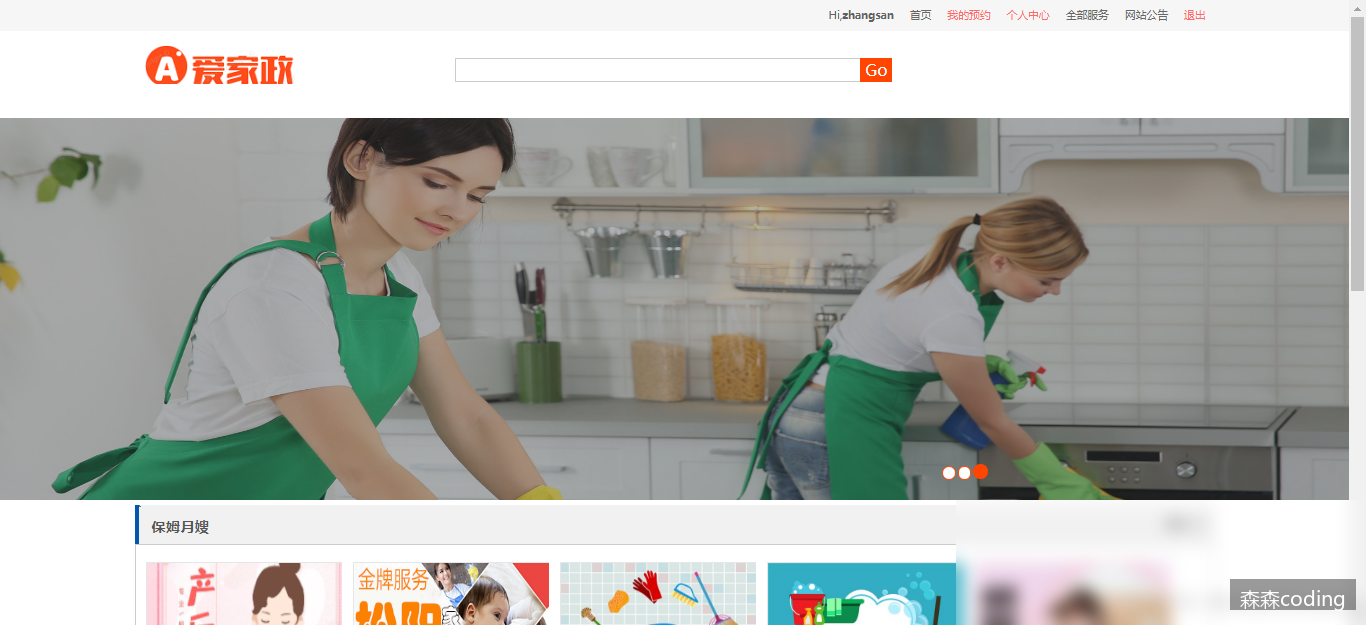 Hi,zhangsan 首页 我的预约 个人中心 全部服务 网站公告 退出
A 爱家政
Go
保姆月嫂
产后
金牌服务
森森coding